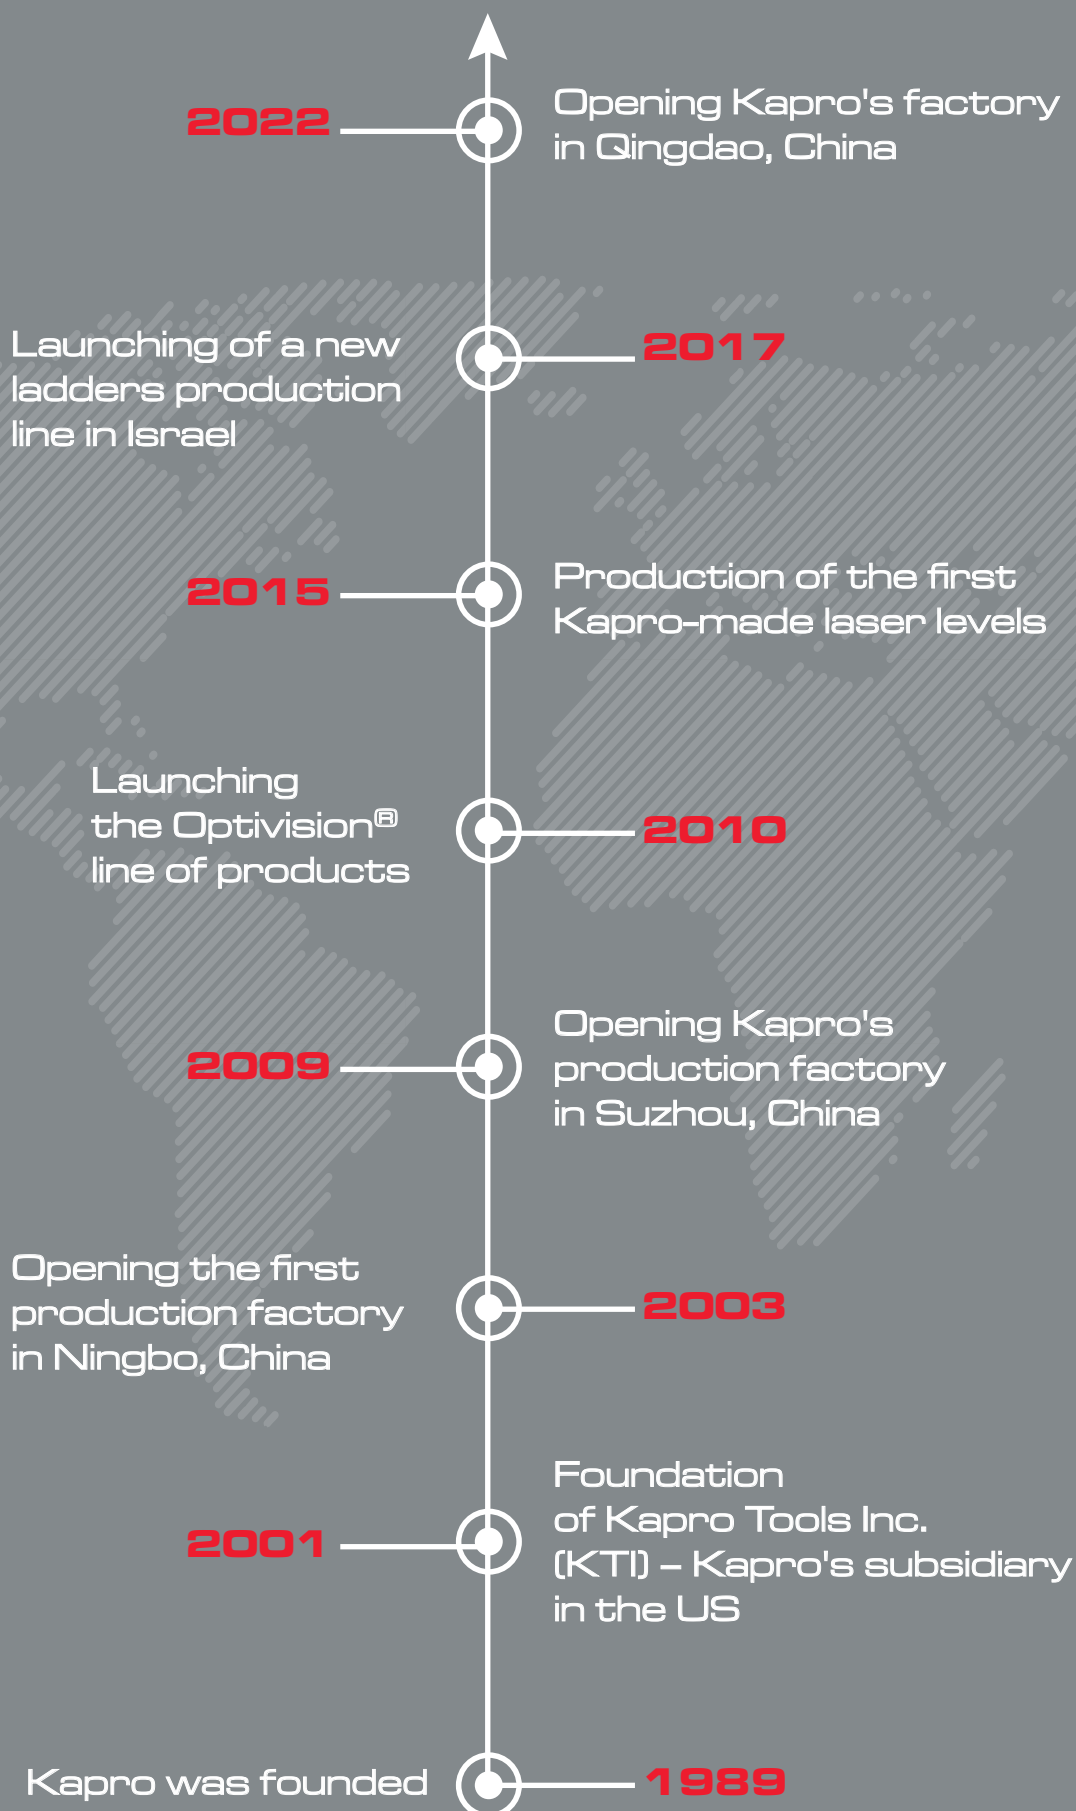 2022
Opening Kapro's factory
in Qingdao, China
2017
Launching of a new
ladders production
line in Israel
2015
Production of the first
Kapro-made laser levels
2010
Launching
the Optivision®
line of products
2009
Opening Kapro's
production factory
in Suzhou, China
2003
Opening the first
production factory
in Ningbo, China
2001
Foundation
of Kapro Tools Inc.
(KTI) – Kapro's subsidiary
in the US
1989
Kapro was founded